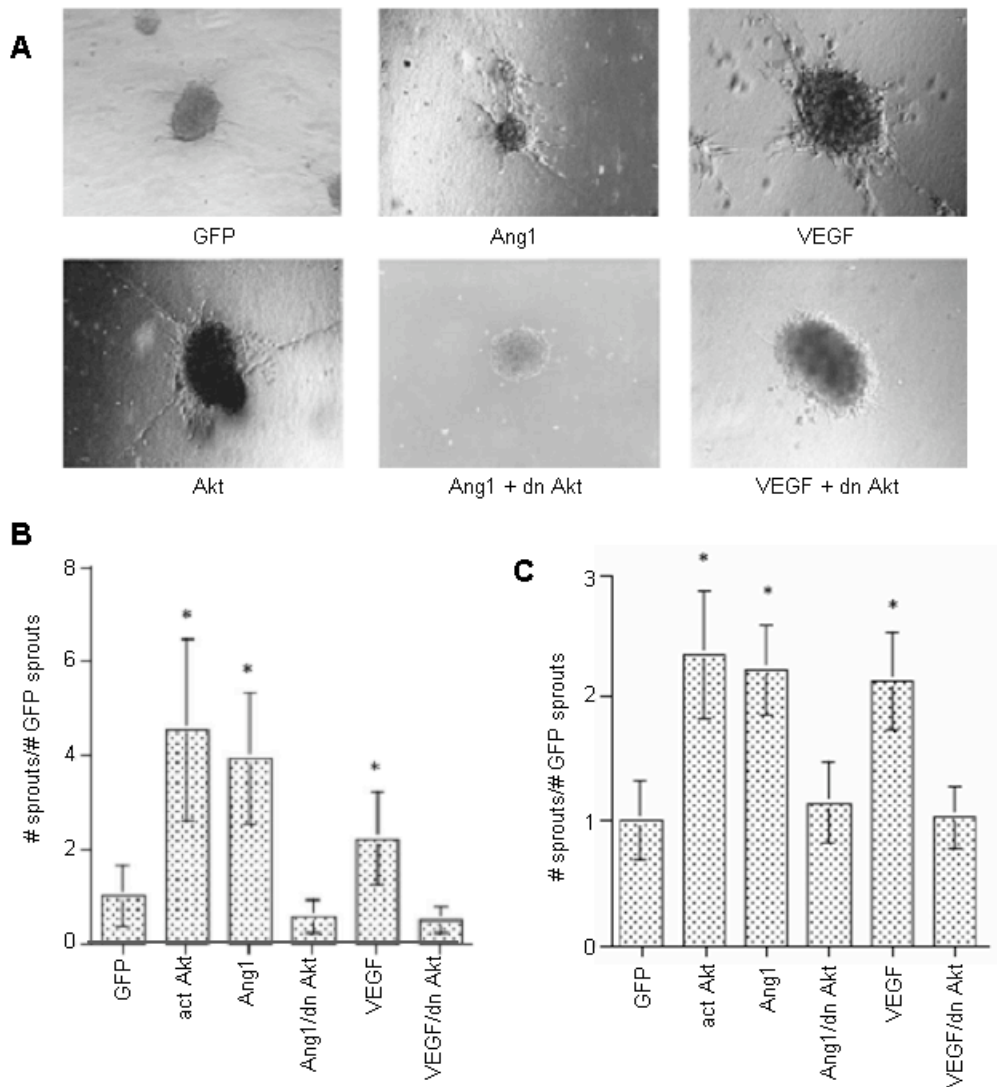 A
GFP
Ang1
VEGF
Akt
Ang1 + dn Akt
VEGF + dn Akt
B
# sprouts/# GFP sprouts
8
6
4
2
0
*
*
*
GFP
act Akt
Ang1
Ang1/dn Akt
VEGF
VEGF/dn Akt
C
# sprouts/# GFP sprouts
3
2
1
0
*
*
*
GFP
act Akt
Ang1
Ang1/dn Akt
VEGF
VEGF/dn Akt